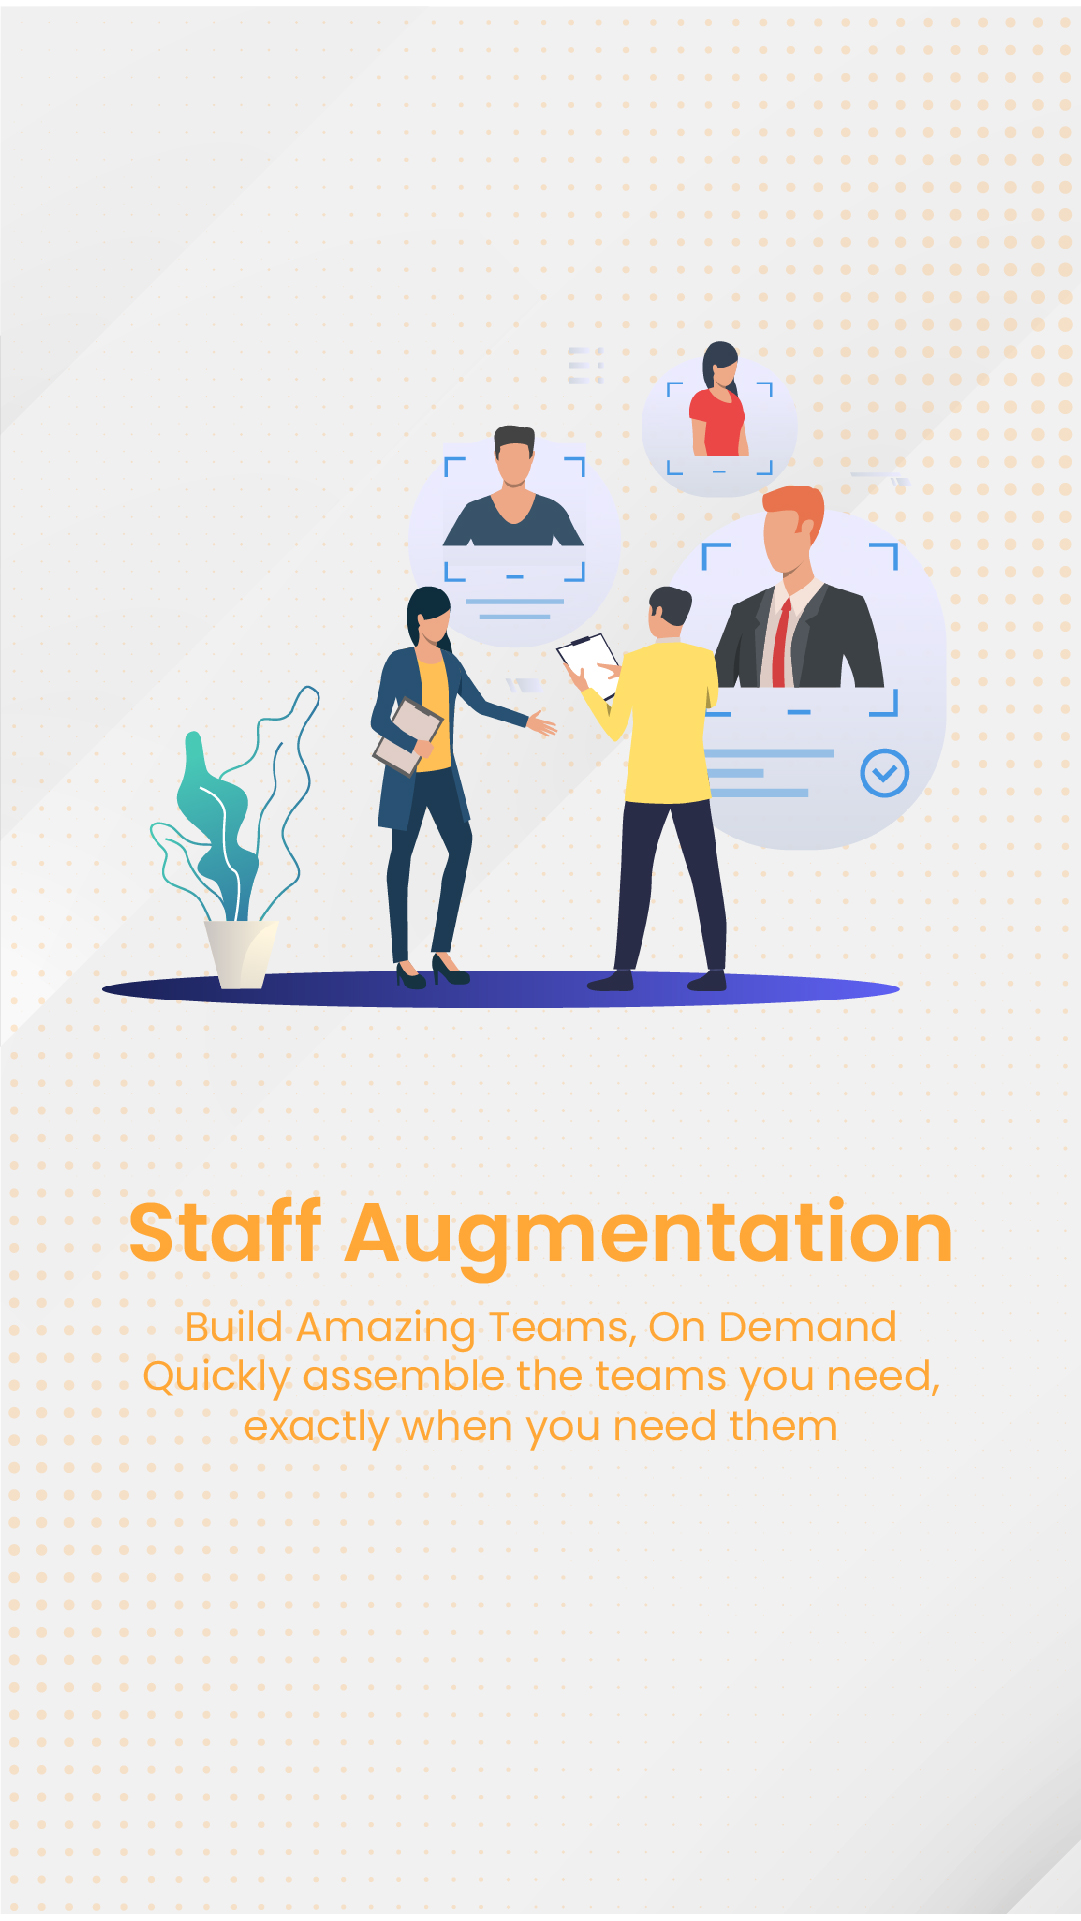 Staff Augmentation
Build Amazing Teams, On Demand
Quickly assemble the teams you need,
exactly when you need them